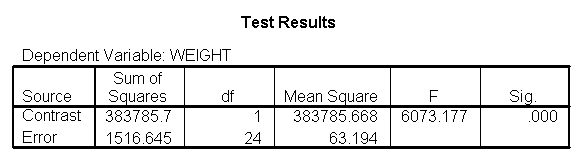 Test Results
Dependent Variable: WEIGHT
Sum of
Source Squares df Mean Square F Sig.
Contrast 383785.7 1 383785.668 6073.177 .000
Error 1516.645 24 63.194